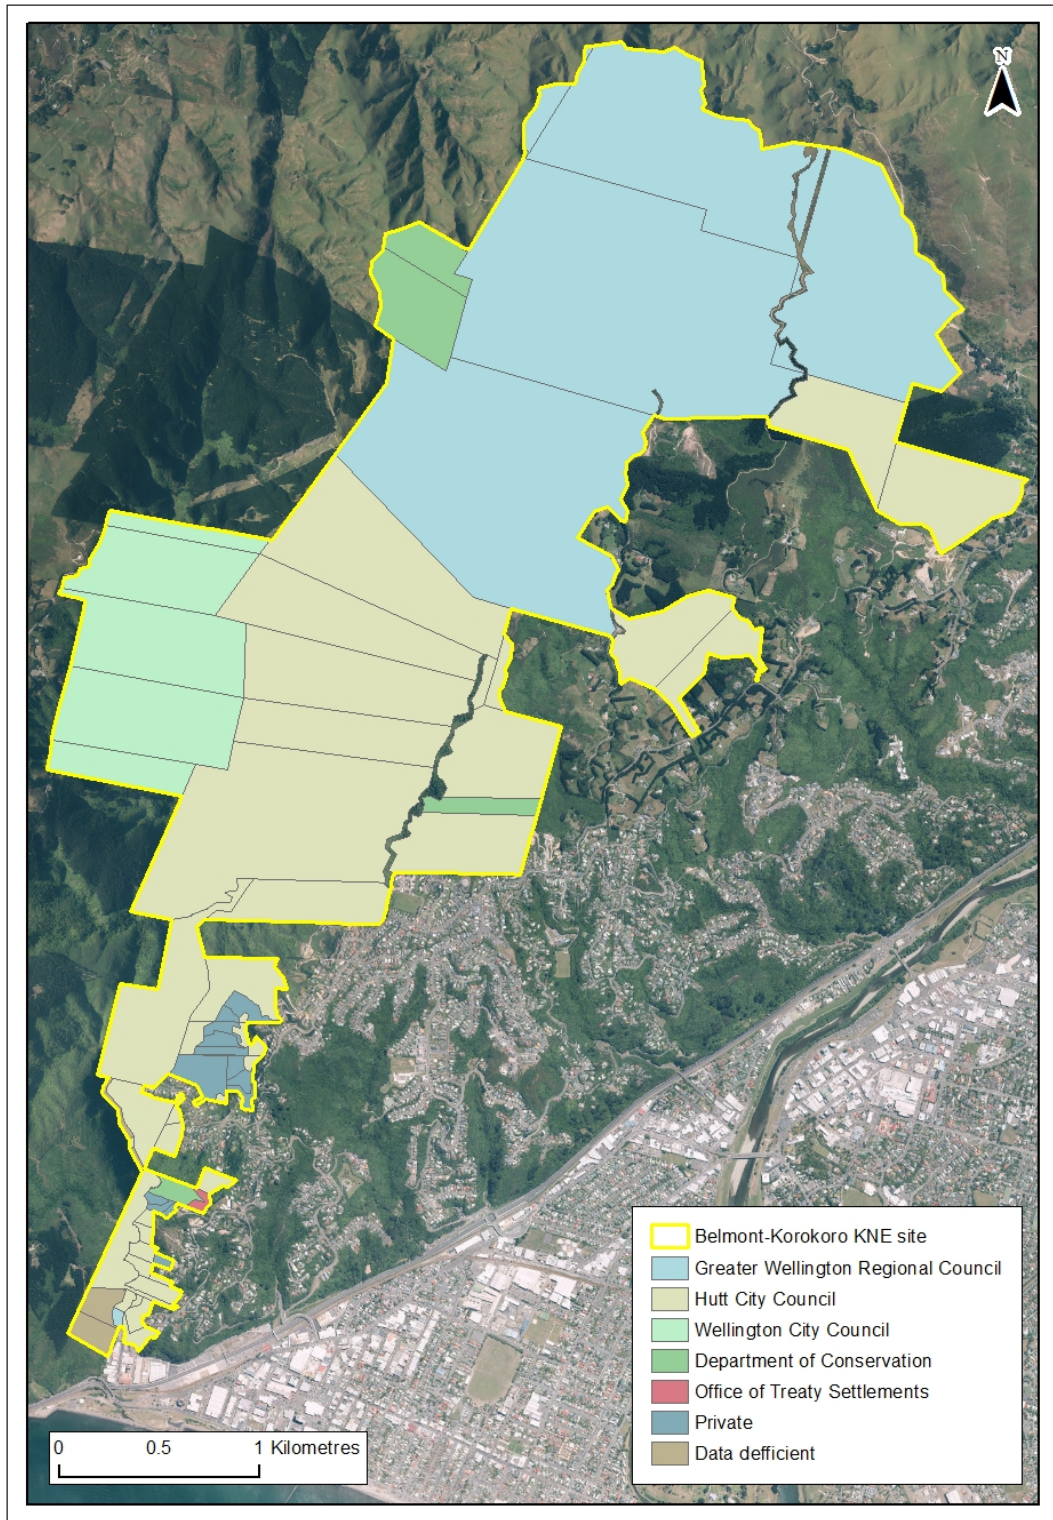 N
Belmont-Korokoro KNE site
Greater Wellington Regional Council
Hutt City Council
Wellington City Council
Department of Conservation
Office of Treaty Settlements
Private
Data defficient
0 0.5 1 Kilometres